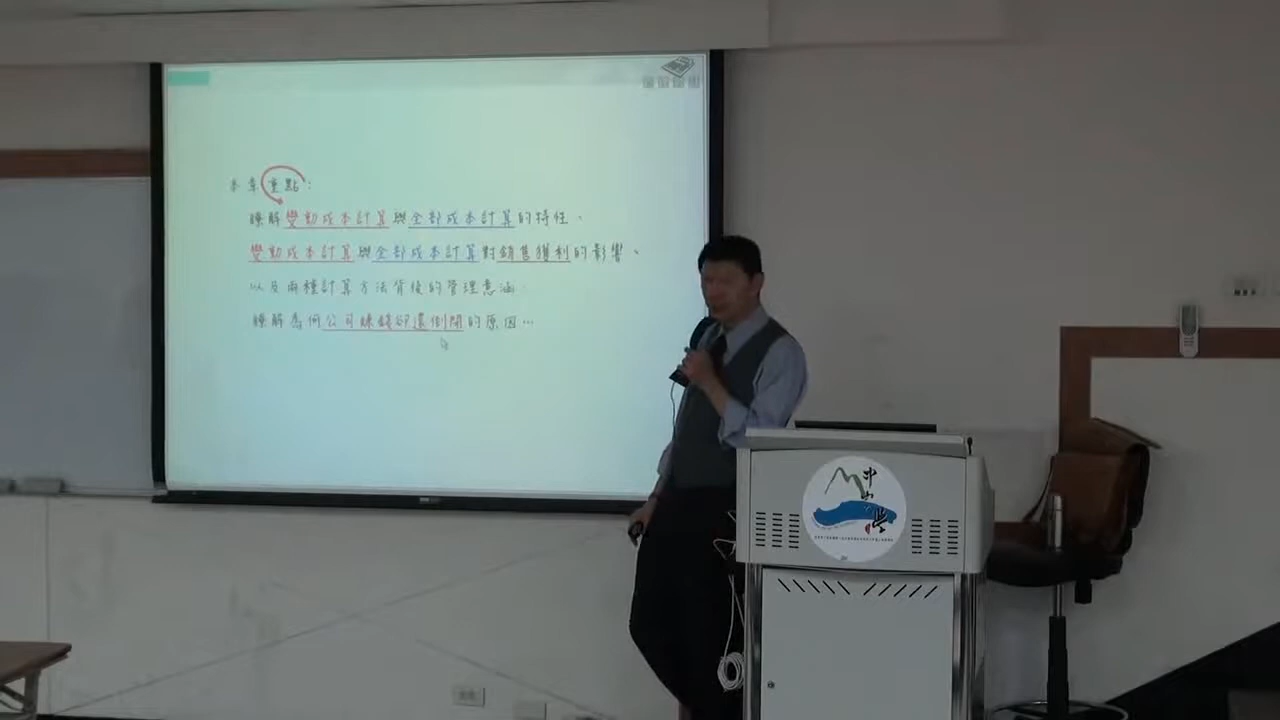 本章重點:
瞭解變動成本計算與全部成本計算的特性、
變動成本計算與全部成本計算對銷售獲利的影響、
以及兩種計算方法背後的管理意涵.
瞭解為何公司賺錢卻還倒閉的原因…
中山